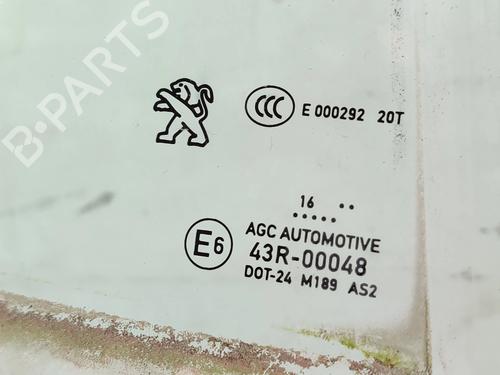 B-PARTS
CCC E 000292 20T
16 ..
.....
E6 AGC AUTOMOTIVE
43R-00048
DOT-24 M189 AS2